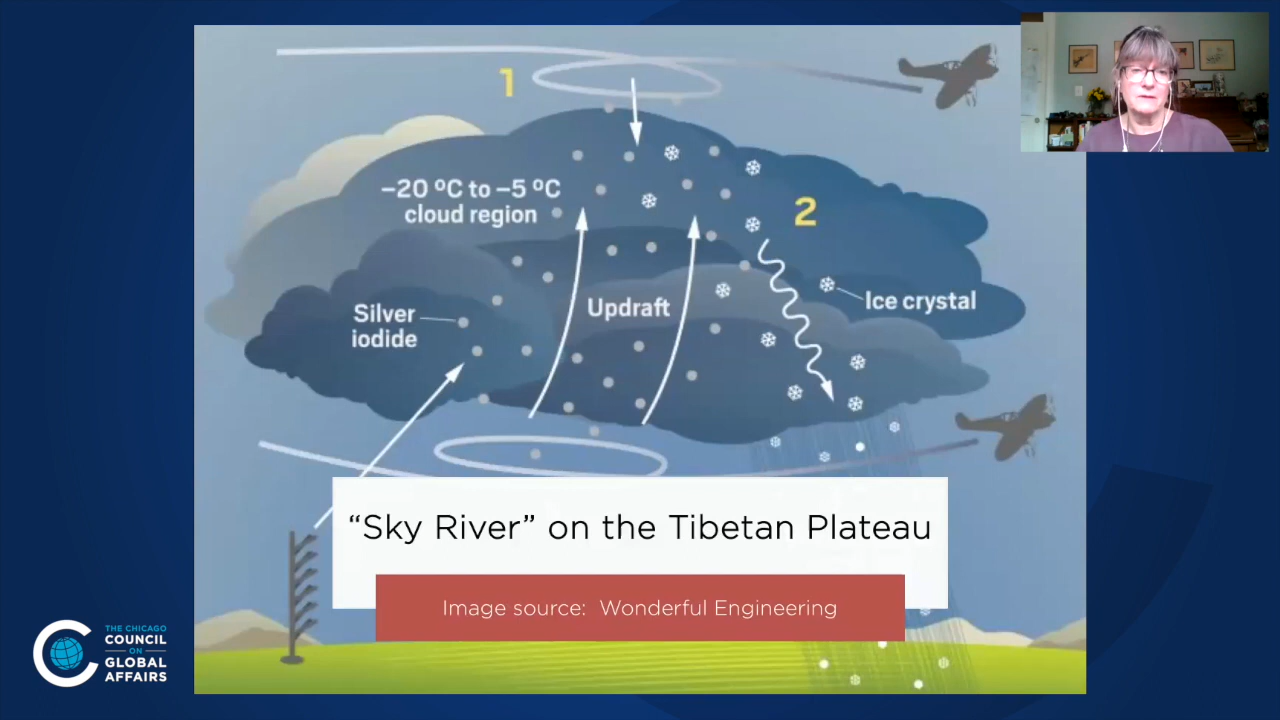 1
−20 ºC to −5 ºC
cloud region
2
Silver
iodide
Updraft
Ice crystal
“Sky River” on the Tibetan Plateau
Image source: Wonderful Engineering
THE CHICAGO
COUNCIL
ON
GLOBAL
AFFAIRS